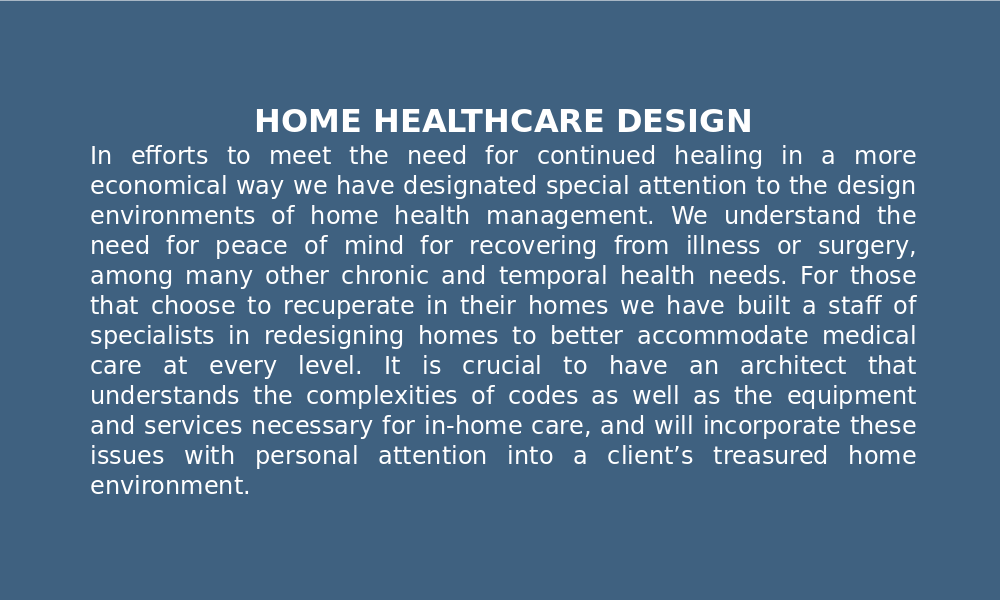 HOME HEALTHCARE DESIGN
In efforts to meet the need for continued healing in a more
economical way we have designated special attention to the design
environments of home health management. We understand the
need for peace of mind for recovering from illness or surgery,
among many other chronic and temporal health needs. For those
that choose to recuperate in their homes we have built a staff of
specialists in redesigning homes to better accommodate medical
care at every level. It is crucial to have an architect that
understands the complexities of codes as well as the equipment
and services necessary for in-home care, and will incorporate these
issues with personal attention into a client’s treasured home
environment.